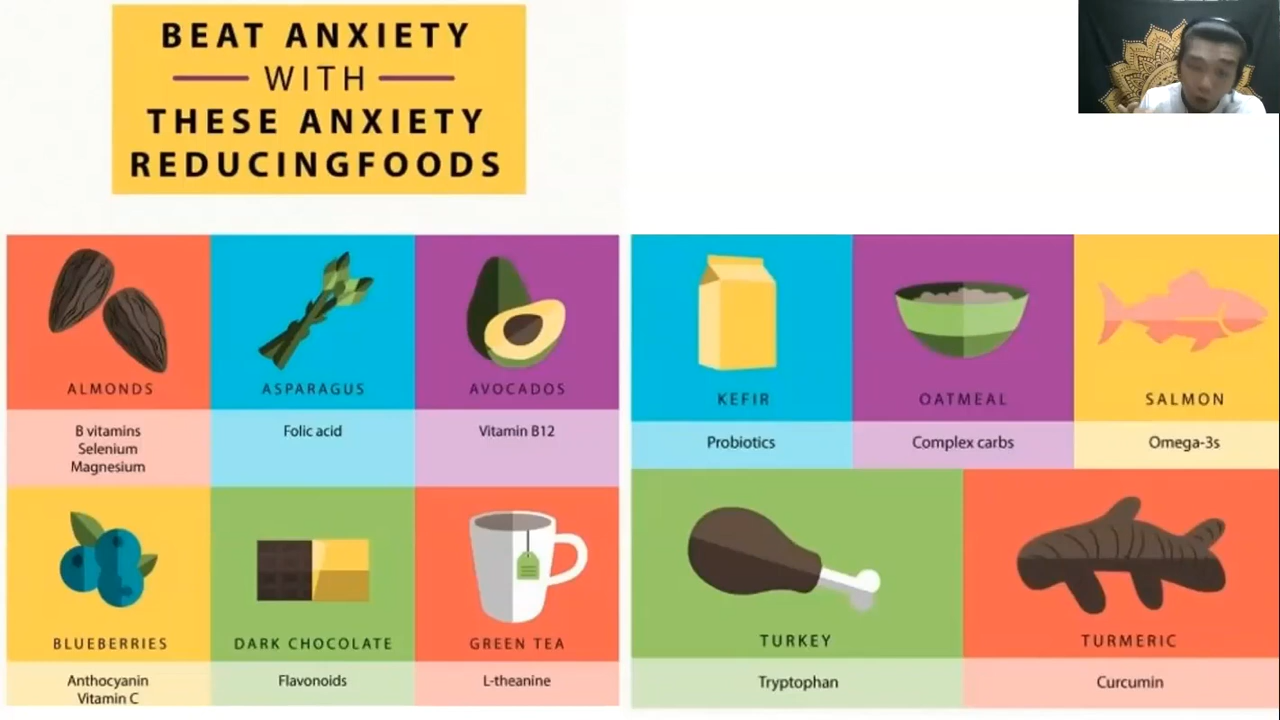 BEAT ANXIETY
WITH
THESE ANXIETY
REDUCINGFOODS
ALMONDS
B vitamins
Selenium
Magnesium
ASPARAGUS
Folic acid
AVOCADOS
Vitamin B12
KEFIR
Probiotics
OATMEAL
Complex carbs
SALMON
Omega-3s
BLUEBERRIES
Anthocyanin
Vitamin C
DARK CHOCOLATE
Flavonoids
GREEN TEA
L-theanine
TURKEY
Tryptophan
TURMERIC
Curcumin